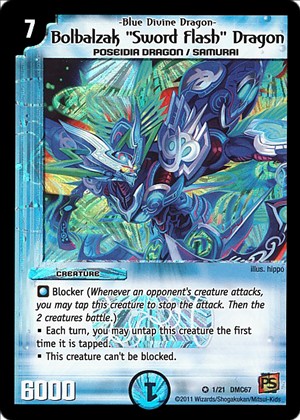 -Blue Divine Dragon-
7
Bolbalzak "Sword Flash" Dragon
POSEIDIA DRAGON / SAMURAI
illus. hippo
CREATURE
Blocker (Whenever an opponent's creature attacks,
you may tap this creature to stop the attack. Then the
2 creatures battle.)
• Each turn, you may untap this creature the first
time it is tapped.
• This creature can't be blocked.
6000
1
1/21 DMC67
©2011 Wizards/Shogakukan/Mitsui-Kids
PS